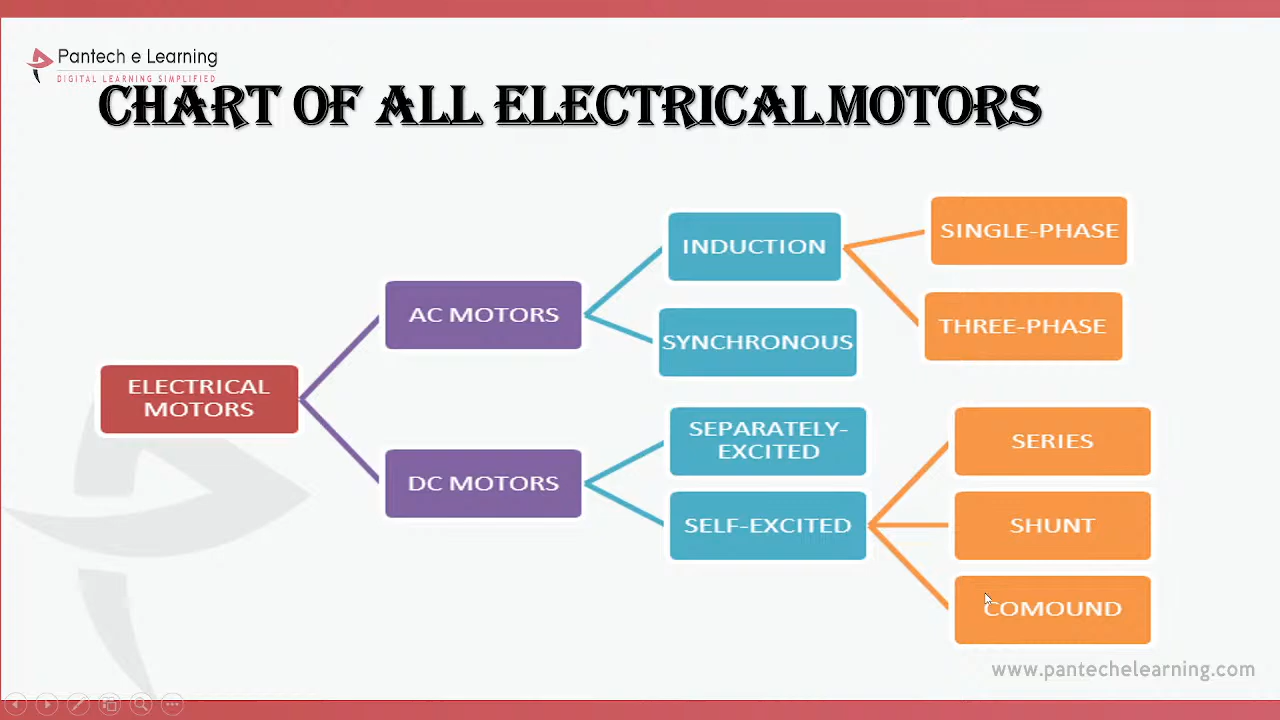 Pantech e Learning
DIGITAL LEARNING SIMPLIFIED
CHART OF ALL ELECTRICALMOTORS
ELECTRICAL
MOTORS
AC MOTORS
INDUCTION
SINGLE-PHASE
THREE-PHASE
SYNCHRONOUS
DC MOTORS
SEPARATELY-
EXCITED
SELF-EXCITED
SERIES
SHUNT
COMOUND
www.pantechelearning.com